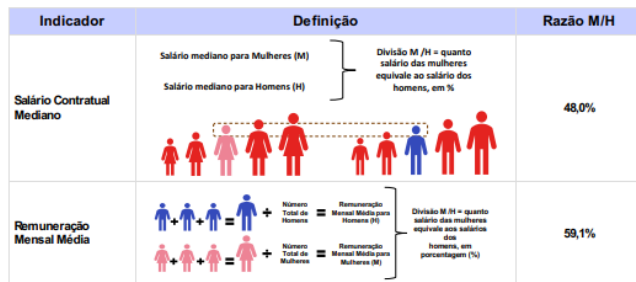 Indicador Definição Razão M/H
Salário Contratual
Mediano
Salário mediano para Mulheres (M)
Salário mediano para Homens (H)
Divisão M /H = quanto
salário das mulheres
equivale ao salário dos
homens, em %
48,0%
Remuneração
Mensal Média
+ + = ÷ Número
Total de
Homens
= Remuneração
Mensal Média para
Homens (H)
+ + = ÷ Número
Total de
Mulheres
= Remuneração
Mensal Média para
Mulheres (M)
Divisão M /H = quanto
salário das mulheres
equivale aos salários
dos
homens, em
porcentagem (%)
59,1%